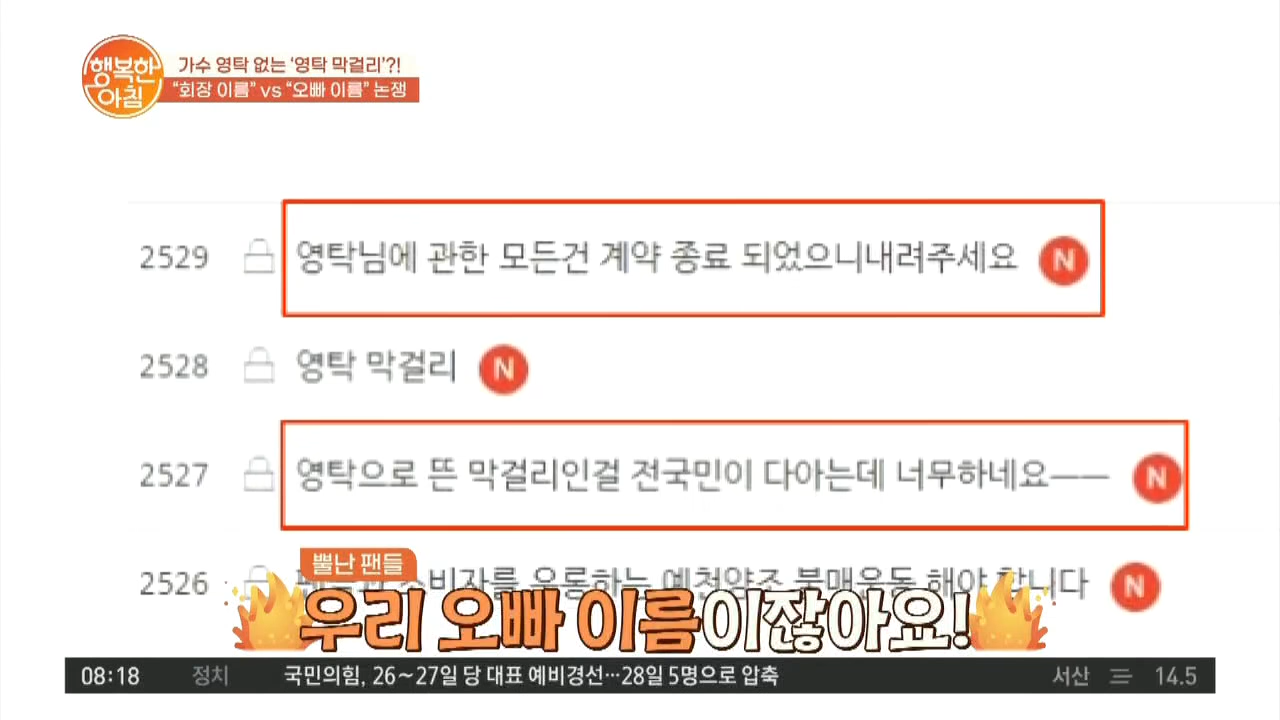 행복한
아침
가수 영탁 없는 '영탁 막걸리'?!
"회장 이름" vs "오빠 이름" 논쟁
2529 영탁님에 관한 모든건 계약 종료 되었으니내려주세요 N
2528 영탁 막걸리 N
2527 영탁으로 뜬 막걸리인걸 전국민이 다아는데 너무하네요ㅡㅡ N
2526 우롱하는 예천양조 불매운동 해야 합니다 N
뿔난 팬들
우리 오빠 이름이잖아요!
08:18 정치 국민의힘, 26~27일 당 대표 예비경선…28일 5명으로 압축 서산 14.5